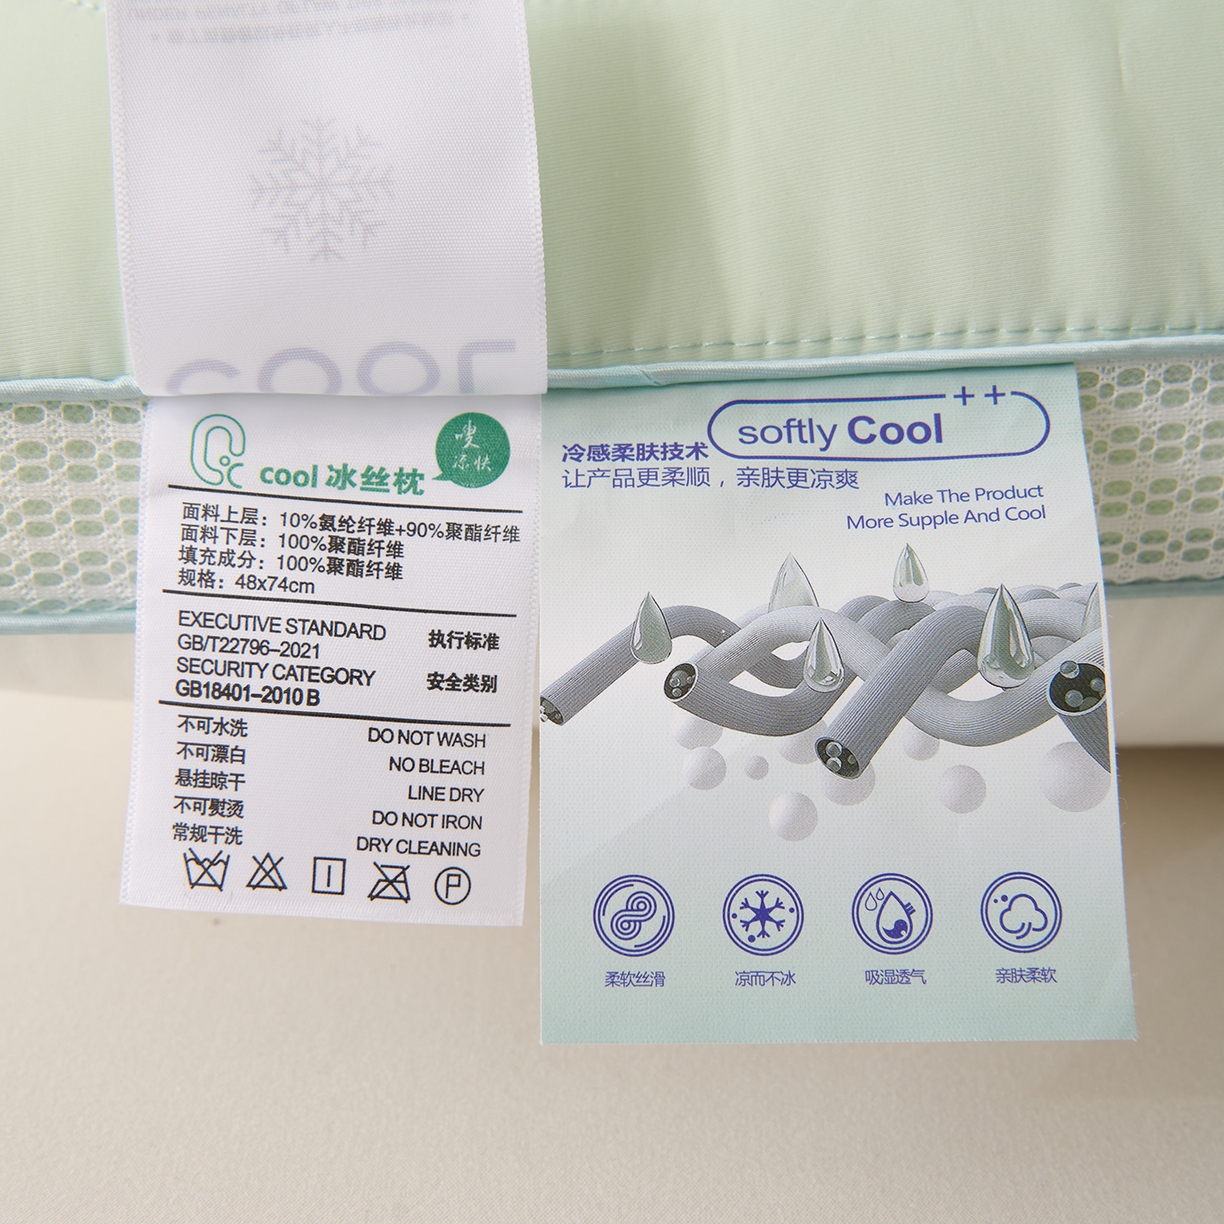 COOL
cool 冰丝枕
嗖
凉快
面料上层：10%氨纶纤维+90%聚酯纤维
面料下层：100%聚酯纤维
填充成分：100%聚酯纤维
规格：48x74cm
EXECUTIVE STANDARD 执行标准
GB/T22796–2021
SECURITY CATEGORY 安全类别
GB18401–2010 B
不可水洗 DO NOT WASH
不可漂白 NO BLEACH
悬挂晾干 LINE DRY
不可熨烫 DO NOT IRON
常规干洗 DRY CLEANING
P
softly Cool ++
冷感柔肤技术
让产品更柔顺，亲肤更凉爽
Make The Product
More Supple And Cool
柔软丝滑
凉而不冰
吸湿透气
亲肤柔软